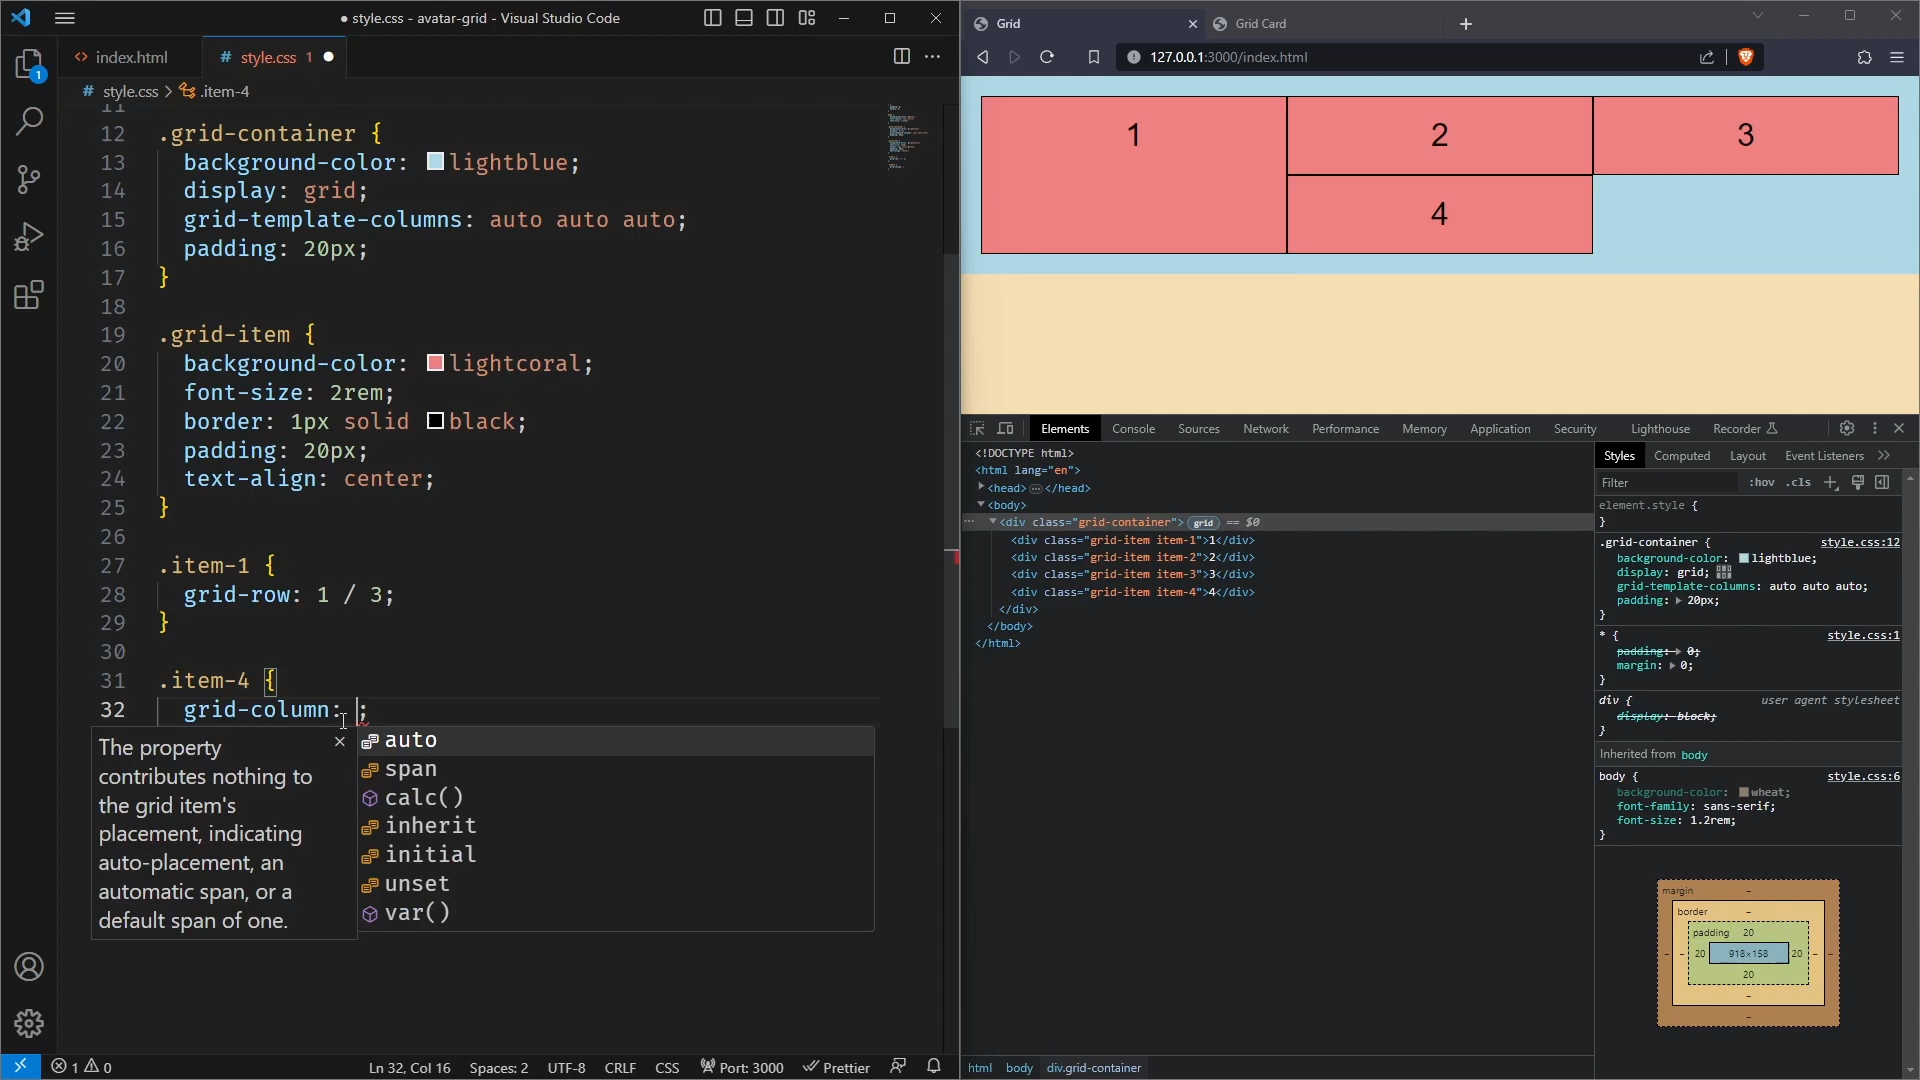 ● style.css - avatar-grid - Visual Studio Code
index.html
# style.css 1
# style.css > .item-4
1
11
12 .grid-container {
13 background-color: lightblue;
14 display: grid;
15 grid-template-columns: auto auto auto;
16 padding: 20px;
17 }
18
19 .grid-item {
20 background-color: lightcoral;
21 font-size: 2rem;
22 border: 1px solid black;
23 padding: 20px;
24 text-align: center;
25 }
26
27 .item-1 {
28 grid-row: 1 / 3;
29 }
30
31 .item-4 {
32 grid-column: ;
The property
contributes nothing to
the grid item's
placement, indicating
auto-placement, an
automatic span, or a
default span of one.
auto
span
calc()
inherit
initial
unset
var()
1 0 Ln 32, Col 16 Spaces: 2 UTF-8 CRLF CSS Port: 3000 Prettier
Grid
Grid Card
127.0.0.1:3000/index.html
1 2 3
4
Elements Console Sources Network Performance Memory Application Security Lighthouse Recorder
<!DOCTYPE html>
<html lang="en">
<head>…</head>
<body>
<div class="grid-container"> grid == $0
<div class="grid-item item-1">1</div>
<div class="grid-item item-2">2</div>
<div class="grid-item item-3">3</div>
<div class="grid-item item-4">4</div>
</div>
</body>
</html>
html body div.grid-container
Styles Computed Layout Event Listeners
Filter :hov .cls
element.style {
}
.grid-container { style.css:12
background-color: lightblue;
display: grid;
grid-template-columns: auto auto auto;
padding: 20px;
}
* { style.css:1
padding: 0;
margin: 0;
}
div { user agent stylesheet
display: block;
}
Inherited from body
body { style.css:6
background-color: wheat;
font-family: sans-serif;
font-size: 1.2rem;
}
margin –
border –
padding 20
– – 20 918×158 20 – –
20
–
–